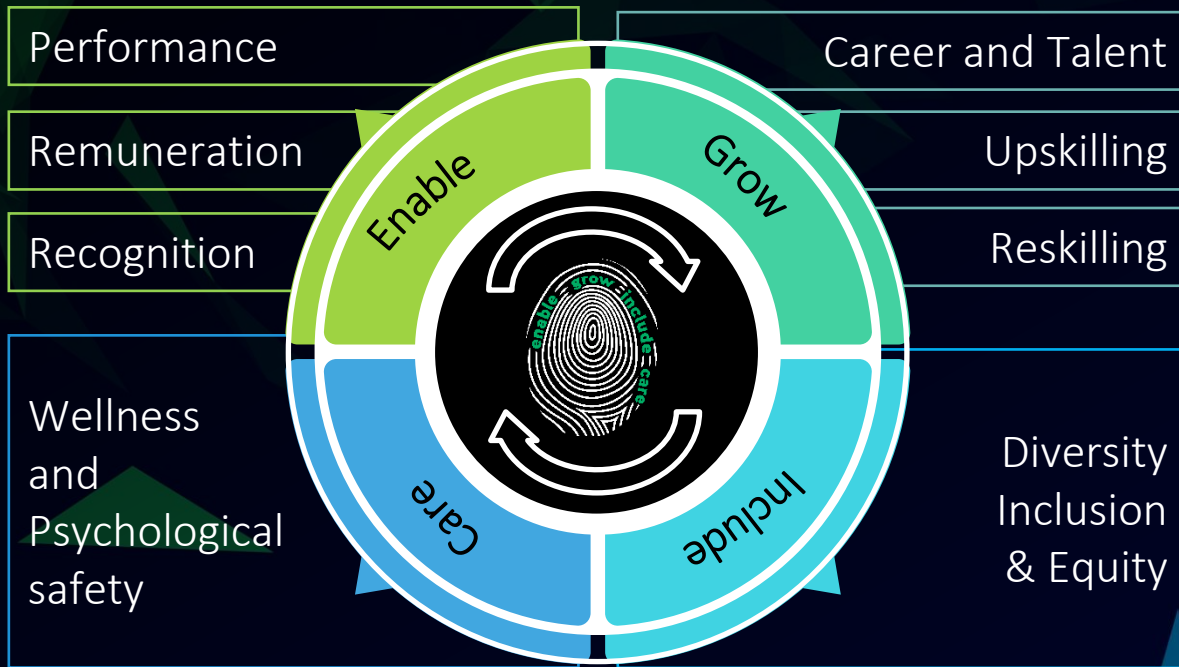 Performance
Remuneration
Recognition
Career and Talent
Upskilling
Reskilling
Enable
Grow
enable grow include care
Care
Include
Wellness
and
Psychological
safety
Diversity
Inclusion
& Equity